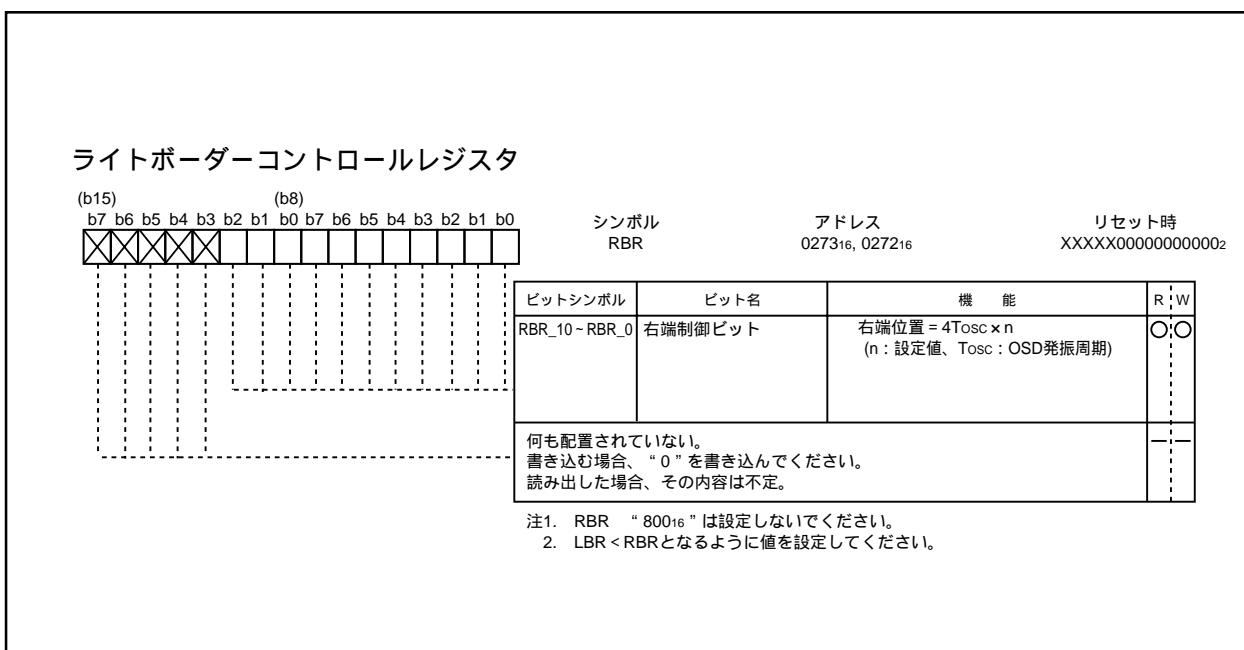 ライトボーダーコントロールレジスタ
(b15) (b8)
b7 b6 b5 b4 b3 b2 b1 b0 b7 b6 b5 b4 b3 b2 b1 b0
シンボル アドレス リセット時
RBR 027316, 027216 XXXXX000000000002
ビットシンボル ビット名 機 能 R W
RBR_10~RBR_0 右端制御ビット 右端位置 = 4TOSC × n
(n:設定値、TOSC:OSD発振周期)
何も配置されていない。
書き込む場合、“0”を書き込んでください。
読み出した場合、その内容は不定。
注1. RBR “80016”は設定しないでください。
2. LBR < RBRとなるように値を設定してください。